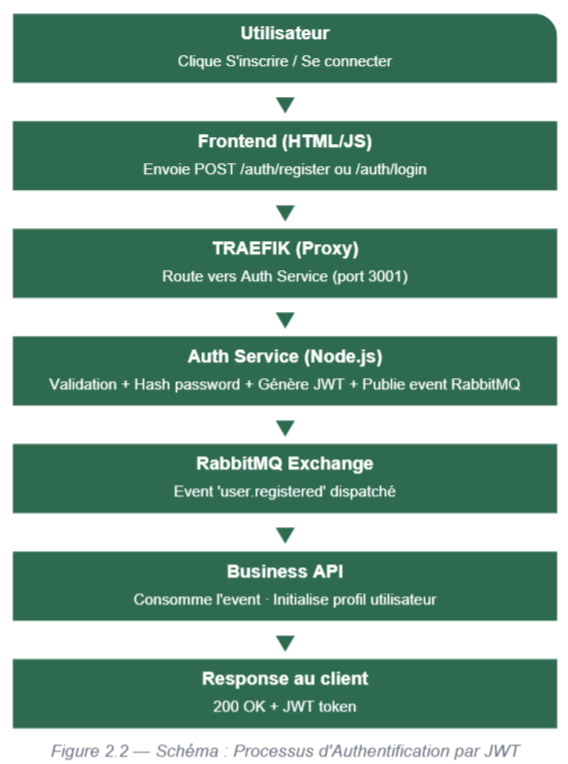 Utilisateur
Clique S'inscrire / Se connecter
Frontend (HTML/JS)
Envoie POST /auth/register ou /auth/login
TRAEFIK (Proxy)
Route vers Auth Service (port 3001)
Auth Service (Node.js)
Validation + Hash password + Génère JWT + Publie event RabbitMQ
RabbitMQ Exchange
Event 'user.registered' dispatché
Business API
Consomme l'event · Initialise profil utilisateur
Response au client
200 OK + JWT token
Figure 2.2 — Schéma : Processus d'Authentification par JWT